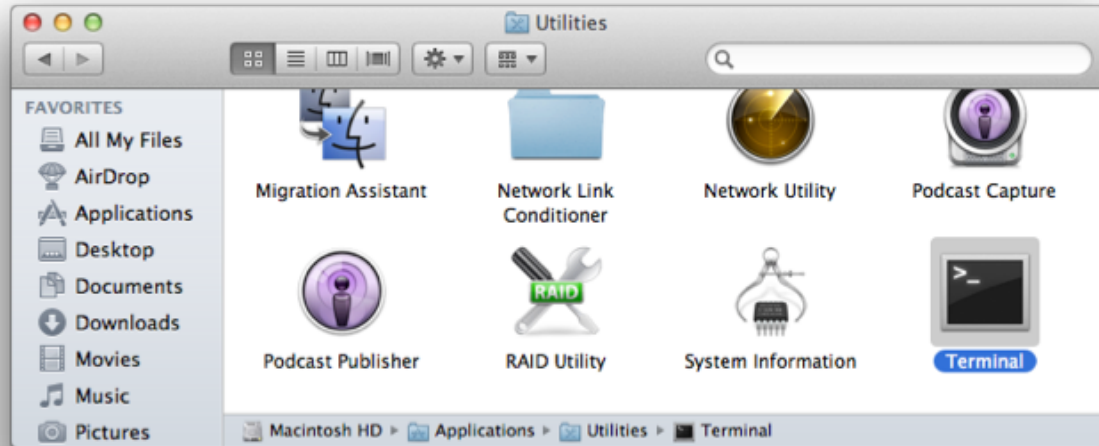 Utilities
FAVORITES
All My Files
AirDrop
Applications
Desktop
Documents
Downloads
Movies
Music
Pictures
Migration Assistant
Network Link
Conditioner
Network Utility
Podcast Capture
Podcast Publisher
RAID
RAID Utility
System Information
>_
Terminal
Macintosh HD ▸ Applications ▸ Utilities ▸ Terminal